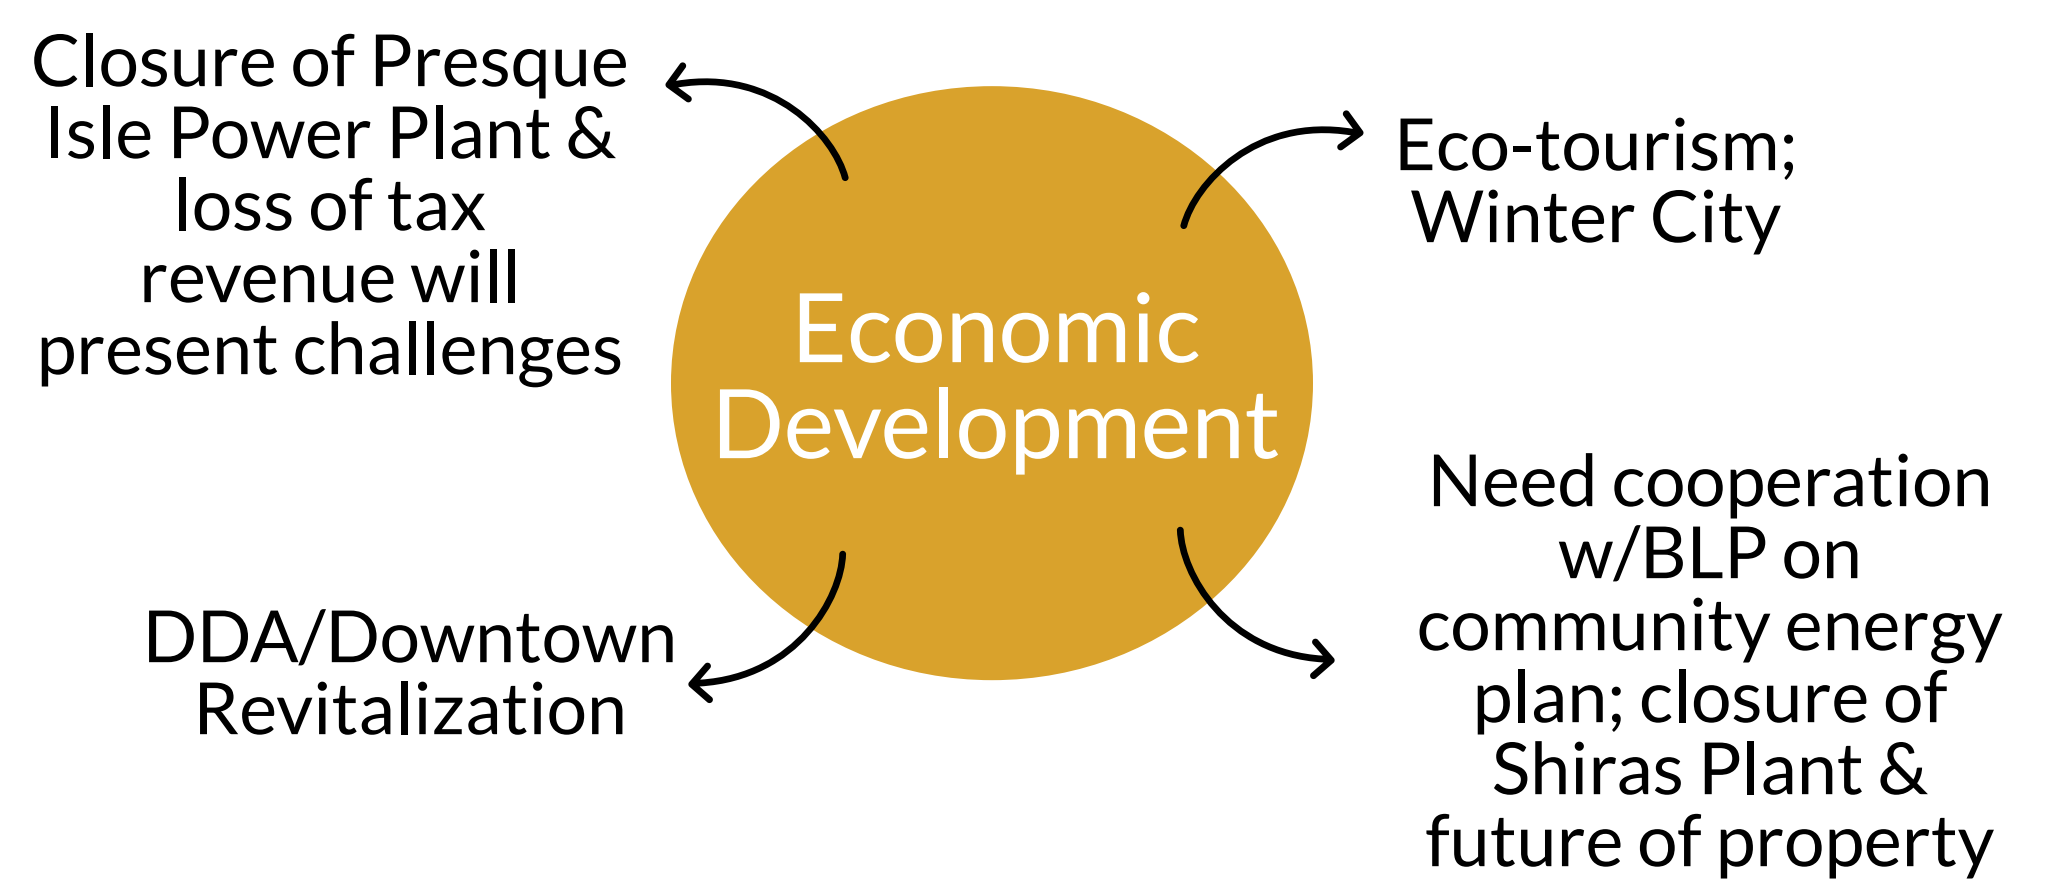 Closure of Presque
Isle Power Plant &
loss of tax
revenue will
present challenges
Eco-tourism;
Winter City
Economic
Development
DDA/Downtown
Revitalization
Need cooperation
w/BLP on
community energy
plan; closure of
Shiras Plant &
future of property